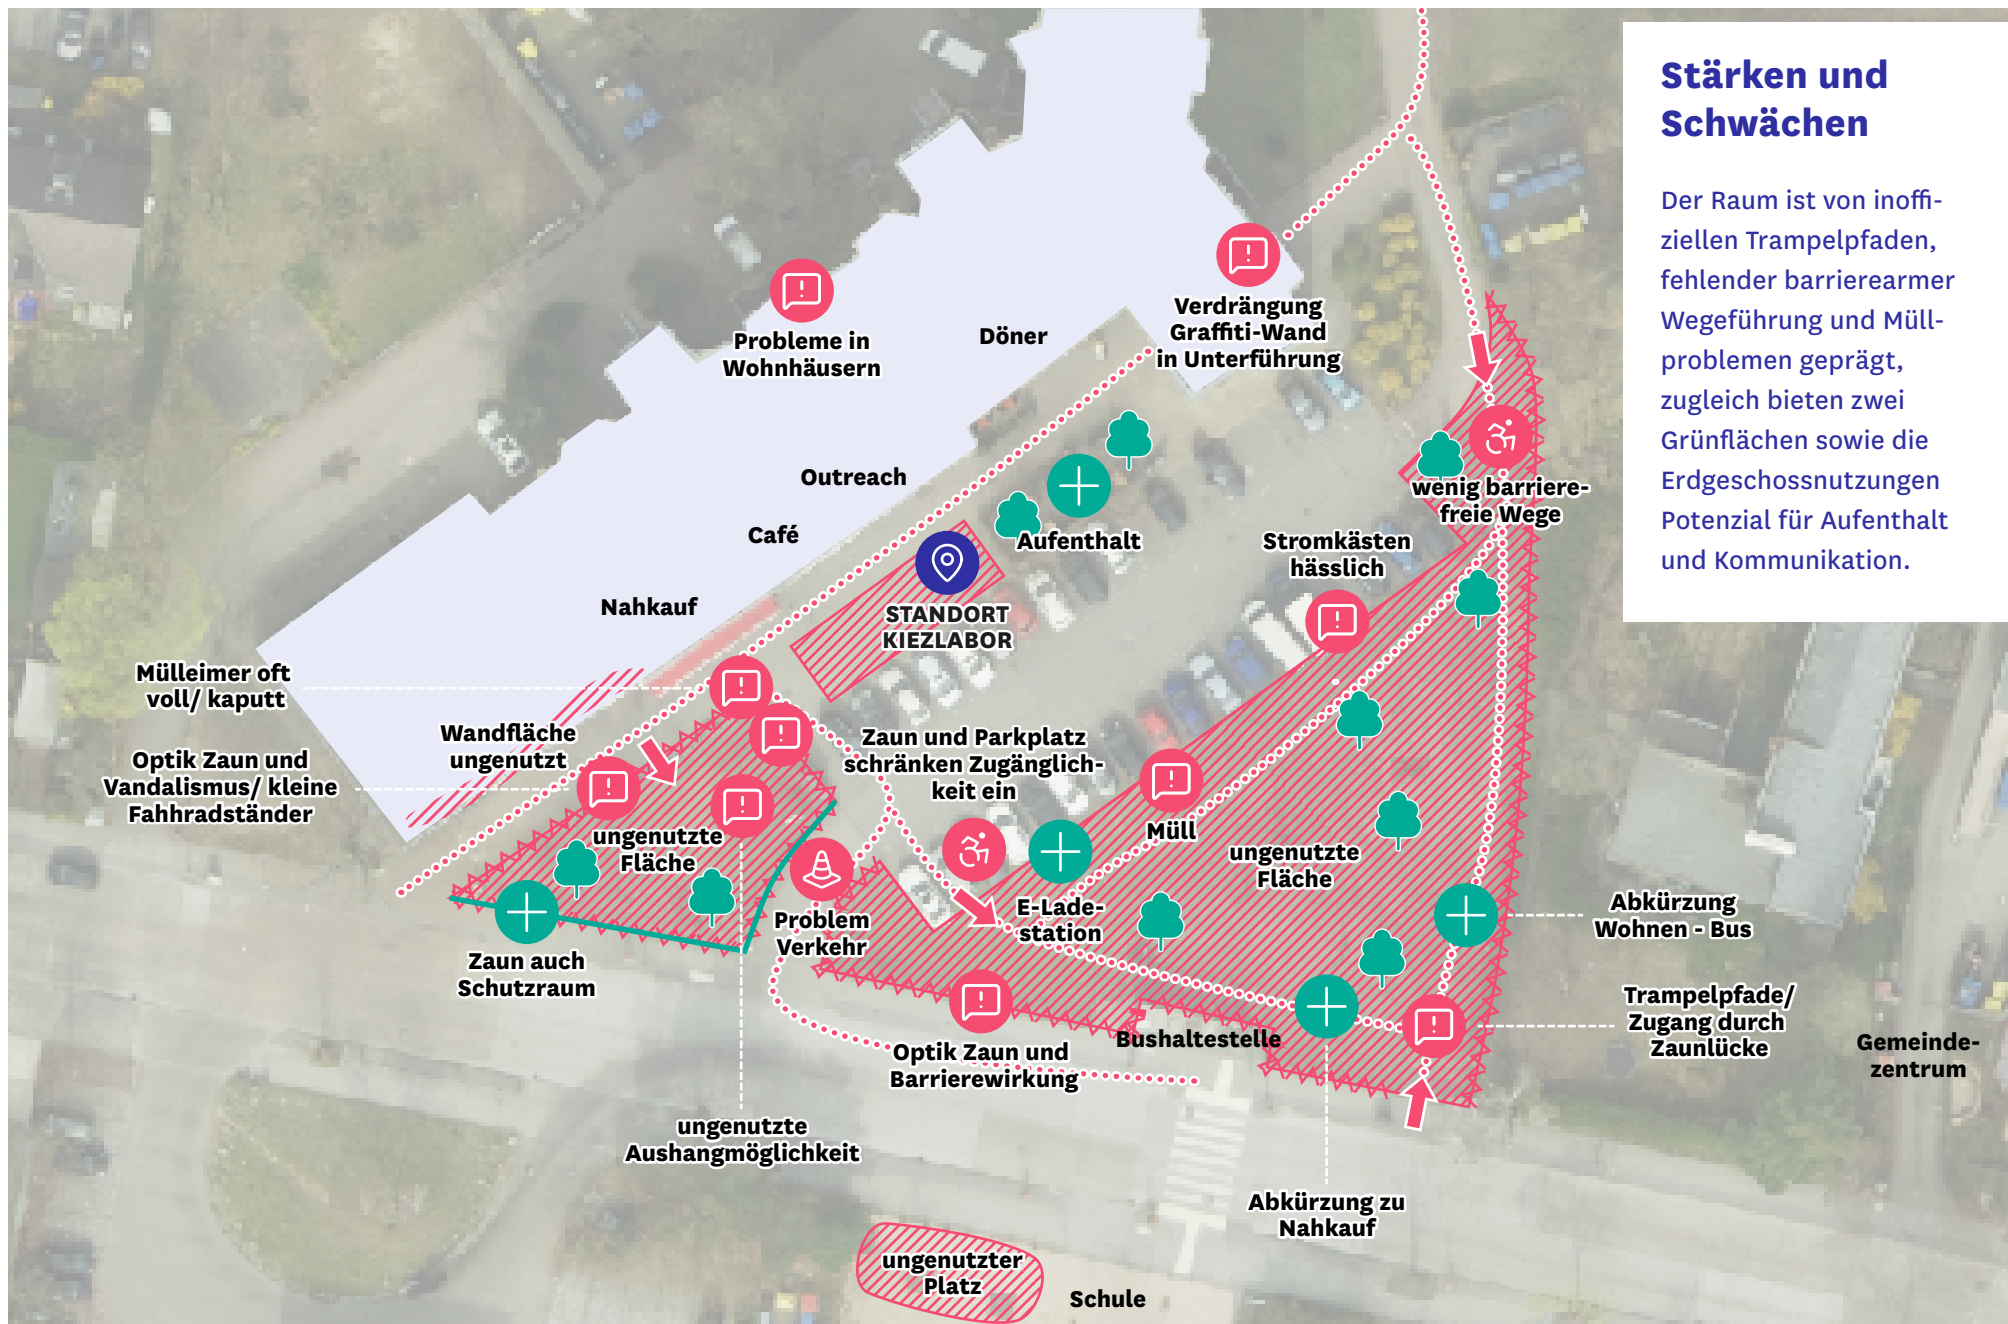 Stärken und
Schwächen
Der Raum ist von inoffi-
ziellen Trampelpfaden,
fehlender barrierearmer
Wegeführung und Müll-
problemen geprägt,
zugleich bieten zwei
Grünflächen sowie die
Erdgeschossnutzungen
Potenzial für Aufenthalt
und Kommunikation.
Verdrängung
Graffiti-Wand
in Unterführung
Probleme in
Wohnhäusern
Döner
Outreach
Café
Nahkauf
Aufenthalt
STANDORT
KIEZLABOR
wenig barriere-
freie Wege
Stromkästen
hässlich
Mülleimer oft
voll/ kaputt
Optik Zaun und
Vandalismus/ kleine
Fahhradständer
Wandfläche
ungenutzt
Zaun und Parkplatz
schränken Zugänglich-
keit ein
ungenutzte
Fläche
Müll
ungenutzte
Fläche
E-Lade-
station
Problem
Verkehr
Zaun auch
Schutzraum
Abkürzung
Wohnen - Bus
Trampelpfade/
Zugang durch
Zaunlücke
Gemeinde-
zentrum
Bushaltestelle
Optik Zaun und
Barrierewirkung
ungenutzte
Aushangmöglichkeit
Abkürzung zu
Nahkauf
ungenutzter
Platz
Schule